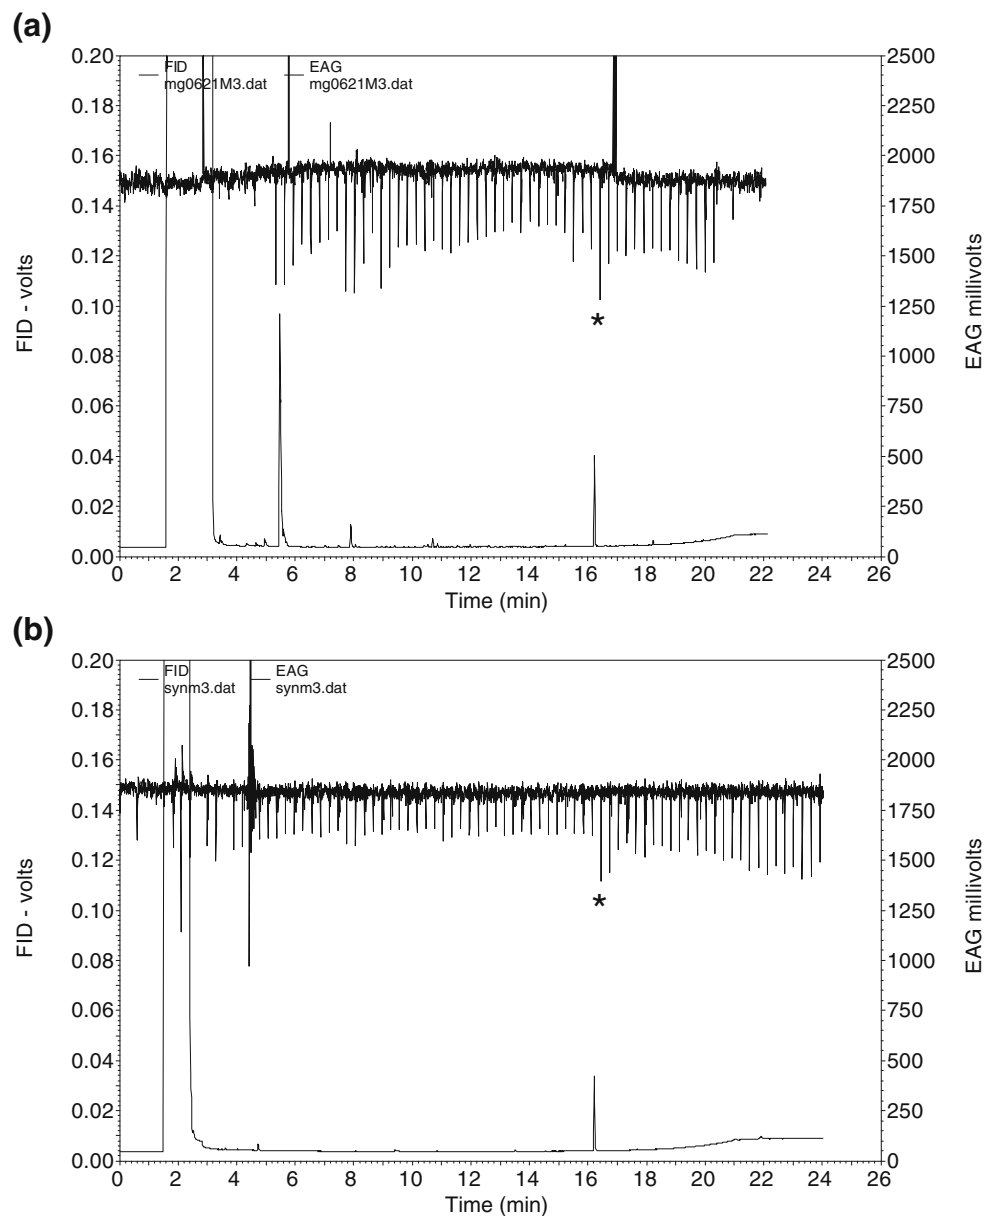 (a)
FID
mg0621M3.dat
EAG
mg0621M3.dat
0.20
0.18
0.16
0.14
0.12
0.10
0.08
0.06
0.04
0.02
0.00
FID - volts
2500
2250
2000
1750
1500
1250
1000
750
500
250
0
EAG millivolts
*
0 2 4 6 8 10 12 14 16 18 20 22 24 26
Time (min)
(b)
FID
synm3.dat
EAG
synm3.dat
0.20
0.18
0.16
0.14
0.12
0.10
0.08
0.06
0.04
0.02
0.00
FID - volts
2500
2250
2000
1750
1500
1250
1000
750
500
250
0
EAG millivolts
*
0 2 4 6 8 10 12 14 16 18 20 22 24 26
Time (min)